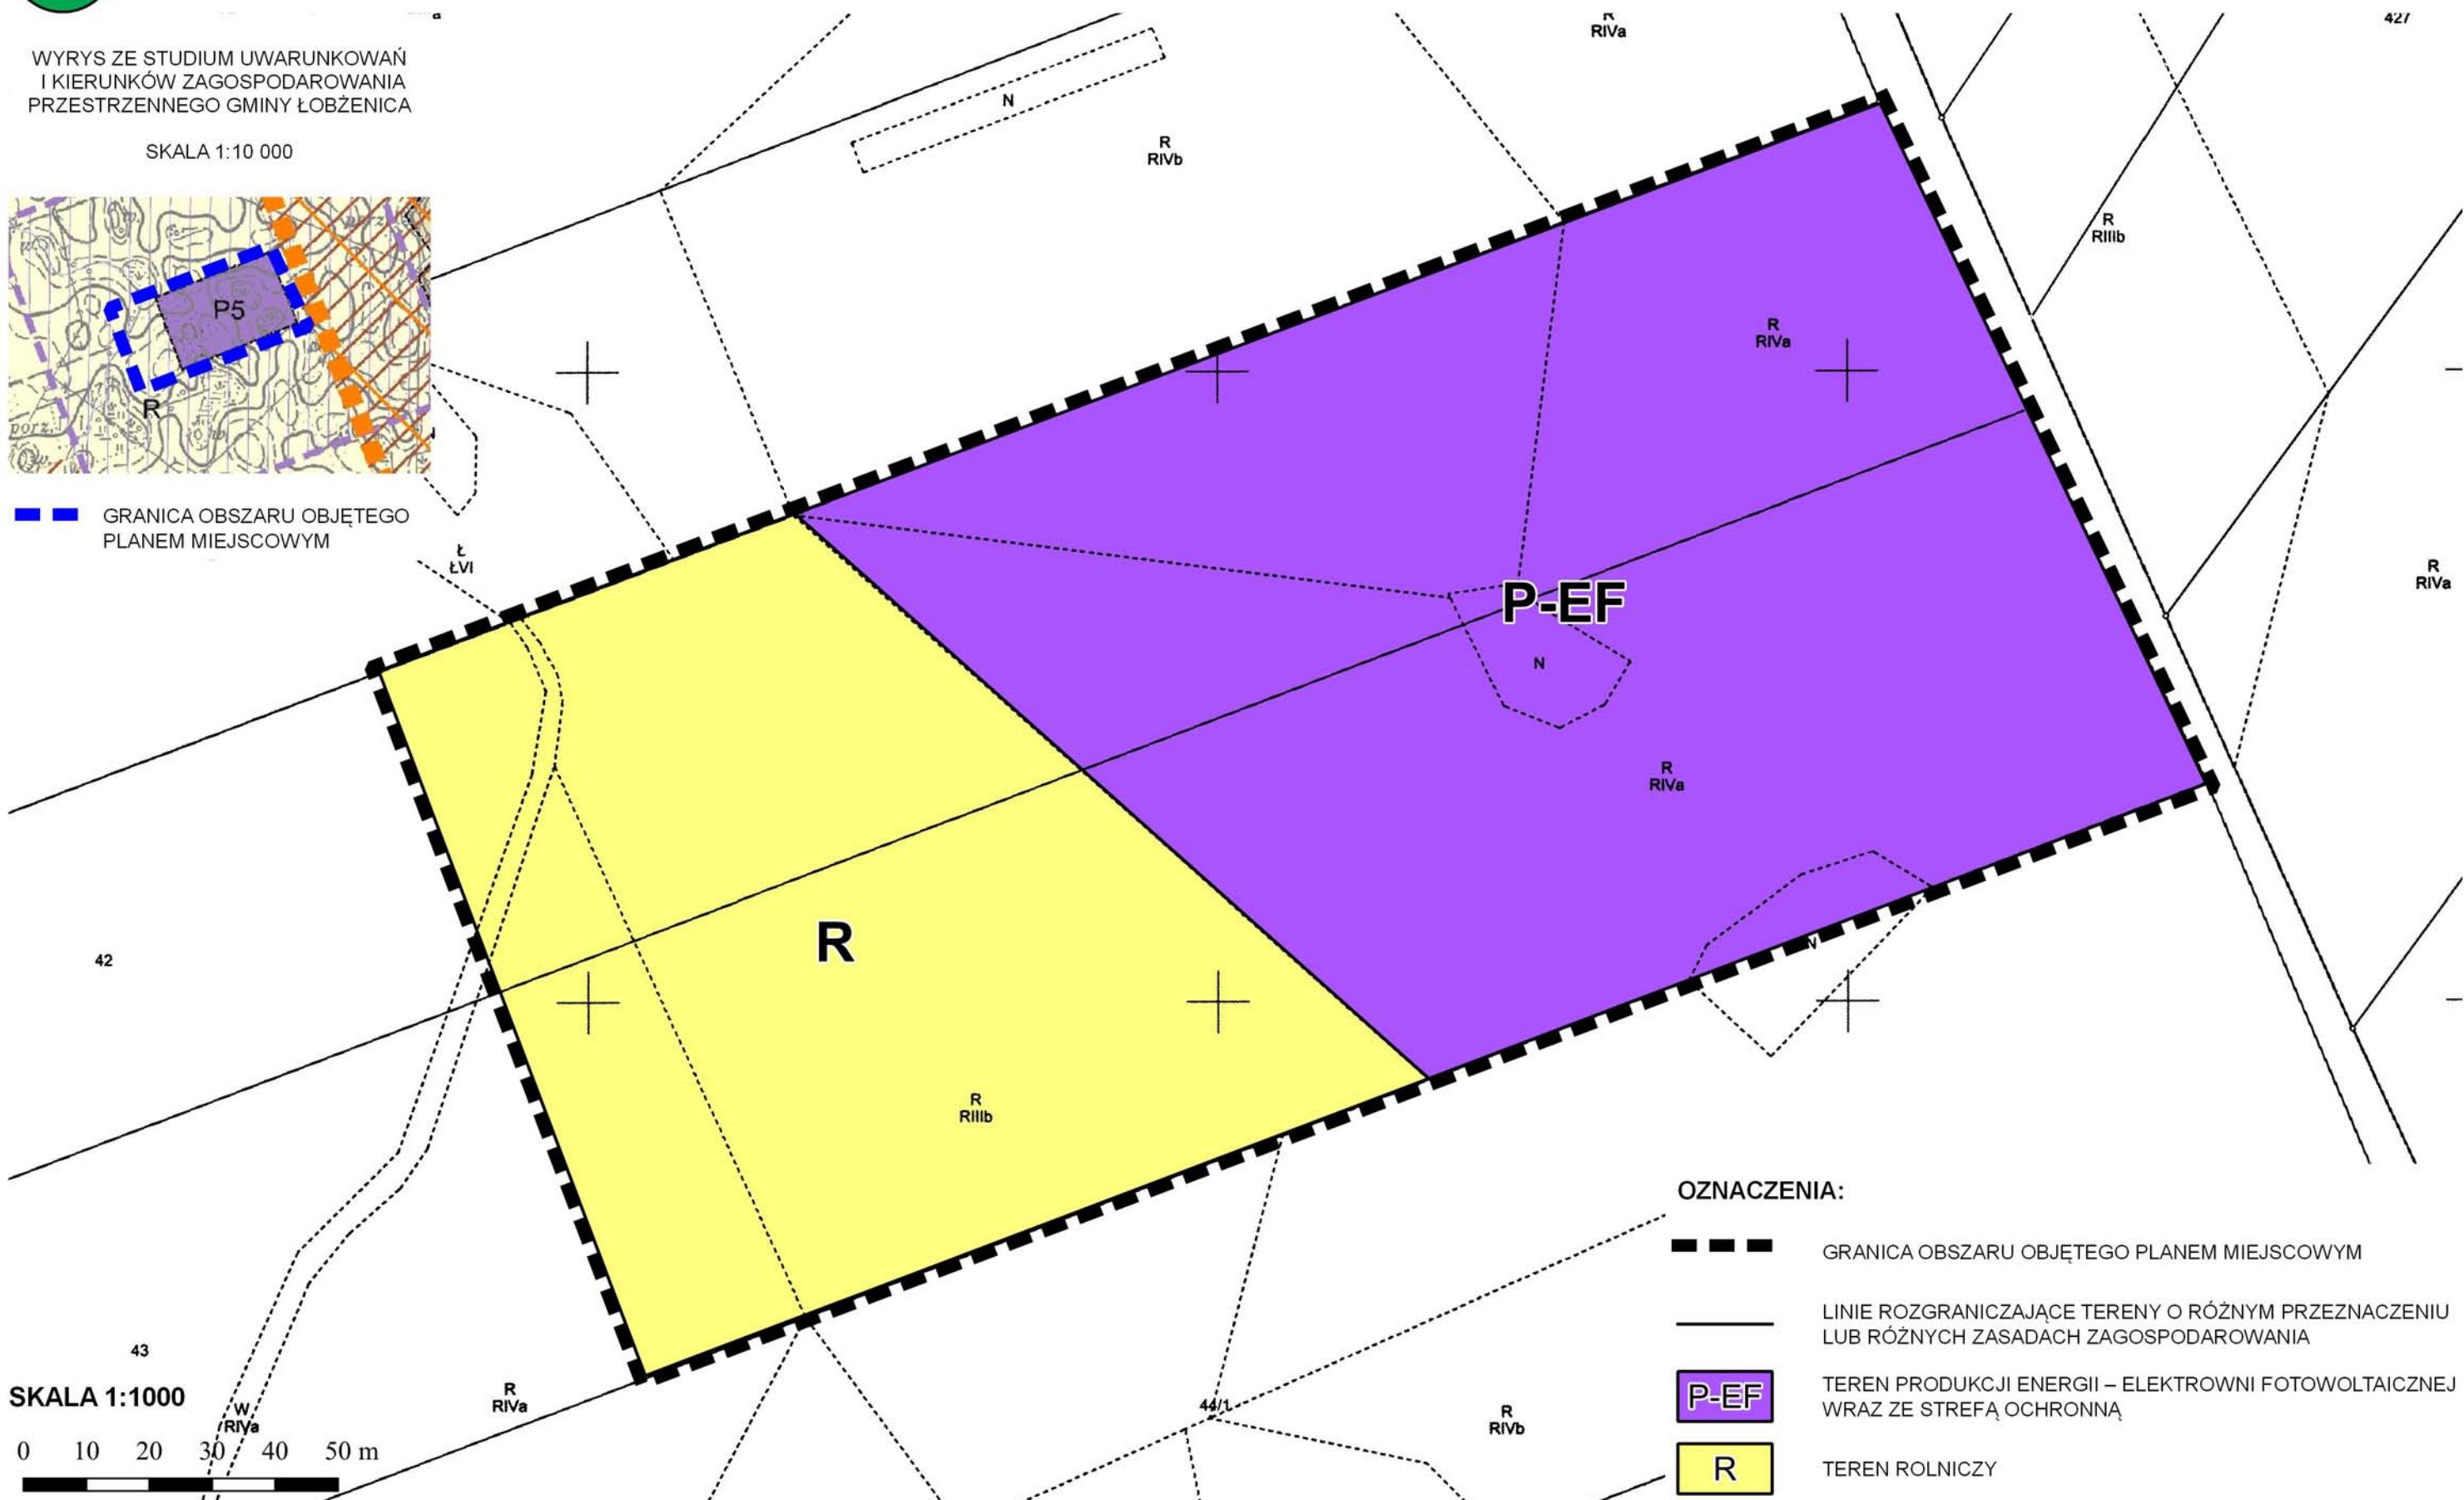 WYRYS ZE STUDIUM UWARUNKOWAŃ
I KIERUNKÓW ZAGOSPODAROWANIA
PRZESTRZENNEGO GMINY ŁOBŻENICA
SKALA 1:10 000
P5
R
porz.
GRANICA OBSZARU OBJĘTEGO
PLANEM MIEJSCOWYM
N
R
RIVb
R
RIVa
427
R
RIIIb
R
RIVa
R
RIVa
Ł
ŁVI
P-EF
N
R
RIVa
42
R
N
R
RIIIb
43
SKALA 1:1000
0 10 20 30 40 50 m
W
RIVa
R
RIVa
44/1
R
RIVb
OZNACZENIA:
GRANICA OBSZARU OBJĘTEGO PLANEM MIEJSCOWYM
LINIE ROZGRANICZAJĄCE TERENY O RÓŻNYM PRZEZNACZENIU
LUB RÓŻNYCH ZASADACH ZAGOSPODAROWANIA
P-EF
TEREN PRODUKCJI ENERGII – ELEKTROWNI FOTOWOLTAICZNEJ
WRAZ ZE STREFĄ OCHRONNĄ
R
TEREN ROLNICZY